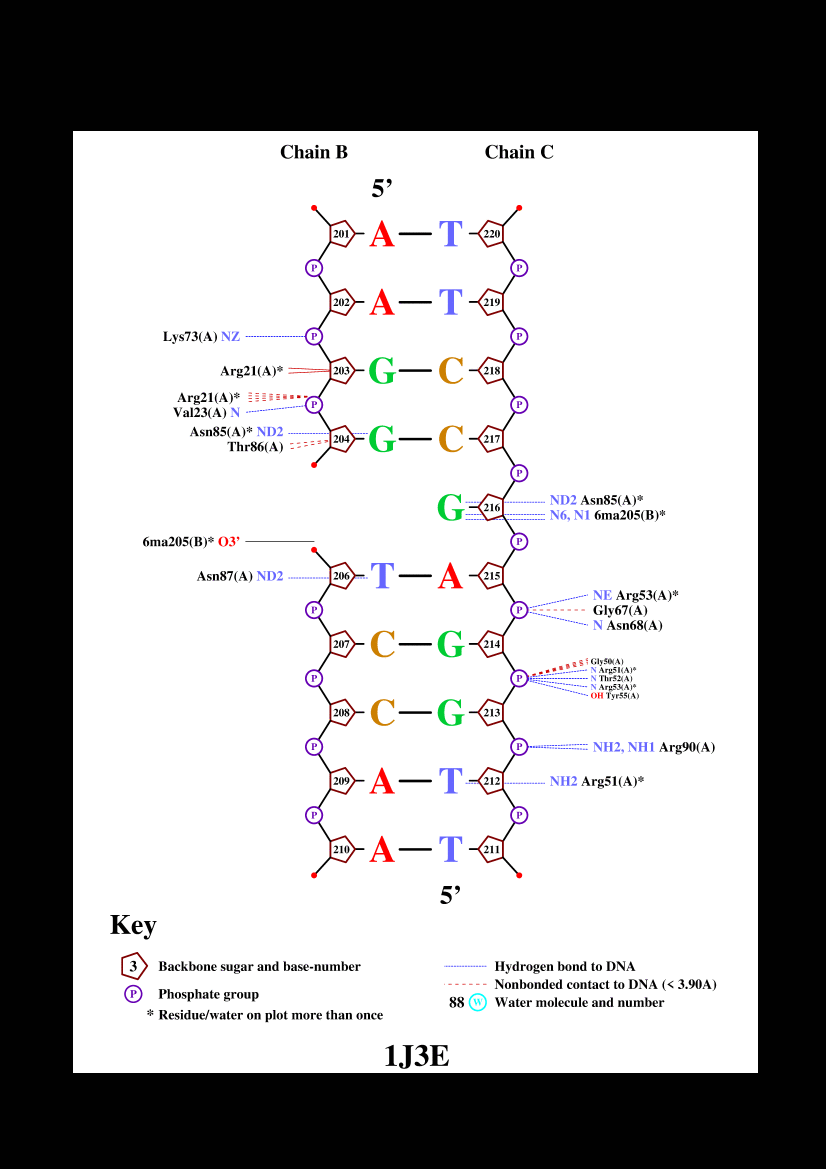 Chain B Chain C
5’
201 A T 220
P P
202 A T 219
Lys73(A) NZ P P
Arg21(A)* 203 G C 218
Arg21(A)* P P
Val23(A) N
Asn85(A)* ND2 204 G C 217
Thr86(A)
P
G 216 ND2 Asn85(A)*
N6, N1 6ma205(B)*
6ma205(B)* O3’ P
Asn87(A) ND2 206 T A 215
NE Arg53(A)*
P P Gly67(A)
N Asn68(A)
207 C G 214
Gly50(A)
N Arg51(A)*
P P N Thr52(A)
N Arg53(A)*
OH Tyr55(A)
208 C G 213
P P NH2, NH1 Arg90(A)
209 A T 212 NH2 Arg51(A)*
P P
210 A T 211
5’
Key
3 Backbone sugar and base-number
P Phosphate group
* Residue/water on plot more than once
Hydrogen bond to DNA
Nonbonded contact to DNA (< 3.90A)
88 W Water molecule and number
1J3E